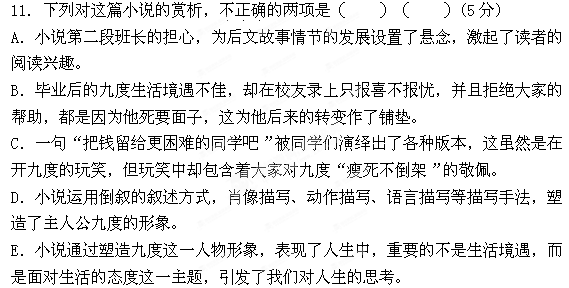 11．下列对这篇小说的赏析，不正确的两项是（　　）（　　）(5 分)
A．小说第二段班长的担心，为后文故事情节的发展设置了悬念，激起了读者的
阅读兴趣。
B．毕业后的九度生活境遇不佳，却在校友录上只报喜不报忧，并且拒绝大家的
帮助，都是因为他死要面子，这为他后来的转变作了铺垫。
C．一句“把钱留给更困难的同学吧”被同学们演绎出了各种版本，这虽然是在
开九度的玩笑，但玩笑中却包含着大家对九度“瘦死不倒架”的敬佩。
D．小说运用倒叙的叙述方式，肖像描写、动作描写、语言描写等描写手法，塑
造了主人公九度的形象。
E．小说通过塑造九度这一人物形象，表现了人生中，重要的不是生活境遇，而
是面对生活的态度这一主题，引发了我们对人生的思考。